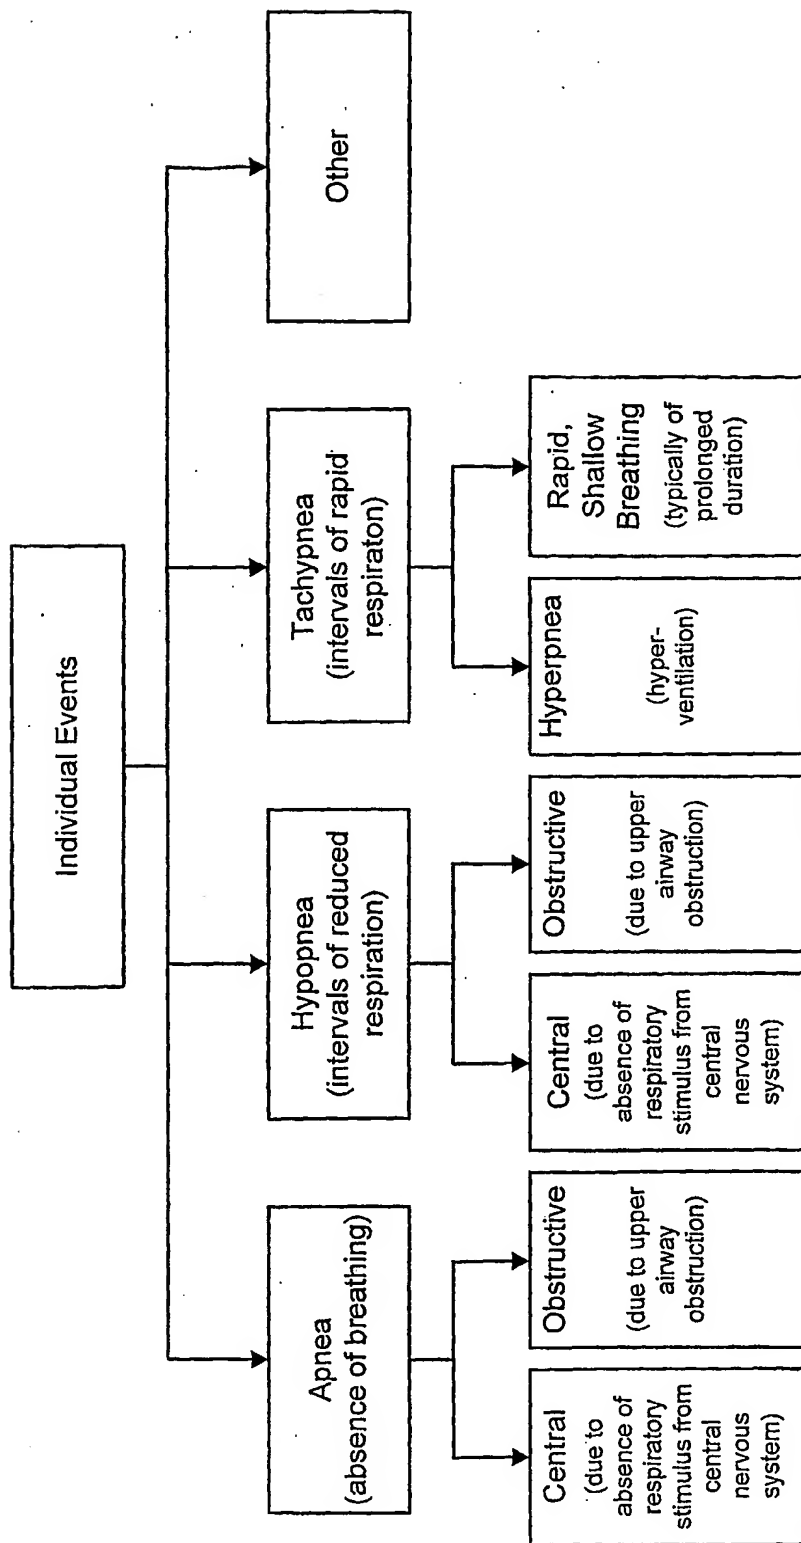 Individual Events
Apnea
(absence of breathing)
Hypopnea
(intervals of reduced
respiration)
Tachypnea
(intervals of rapid
respiraton)
Other
Central
(due to
absence of
respiratory
stimulus from
central
nervous
system)
Obstructive
(due to upper
airway
obstruction)
Central
(due to
absence of
respiratory
stimulus from
central
nervous
system)
Obstructive
(due to upper
airway
obstruction)
Hyperpnea
(hyper-
ventilation)
Rapid,
Shallow
Breathing
(typically of
prolonged
duration)